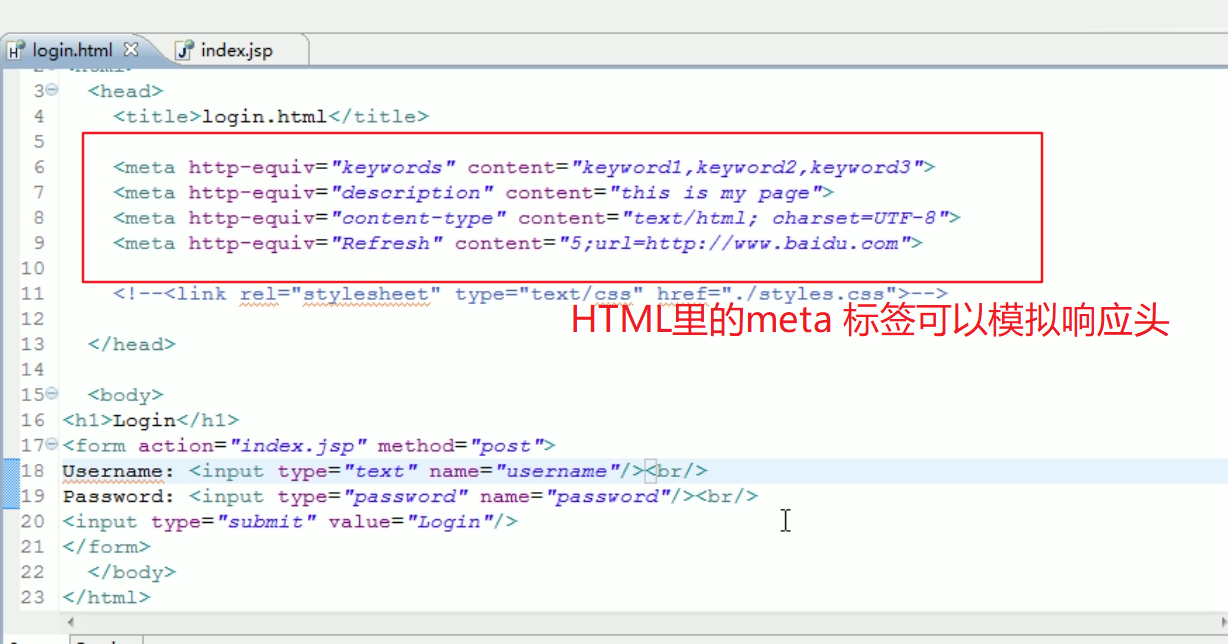 login.html index.jsp
3 <head>
4 <title>login.html</title>
5
6 <meta http-equiv="keywords" content="keyword1,keyword2,keyword3">
7 <meta http-equiv="description" content="this is my page">
8 <meta http-equiv="content-type" content="text/html; charset=UTF-8">
9 <meta http-equiv="Refresh" content="5;url=http://www.baidu.com">
10
11 <!--<link rel="stylesheet" type="text/css" href="./styles.css">-->
HTML里的meta 标签可以模拟响应头
12
13 </head>
14
15 <body>
16 <h1>Login</h1>
17 <form action="index.jsp" method="post">
18 Username: <input type="text" name="username"/><br/>
19 Password: <input type="password" name="password"/><br/>
20 <input type="submit" value="Login"/>
21 </form>
22 </body>
23 </html>